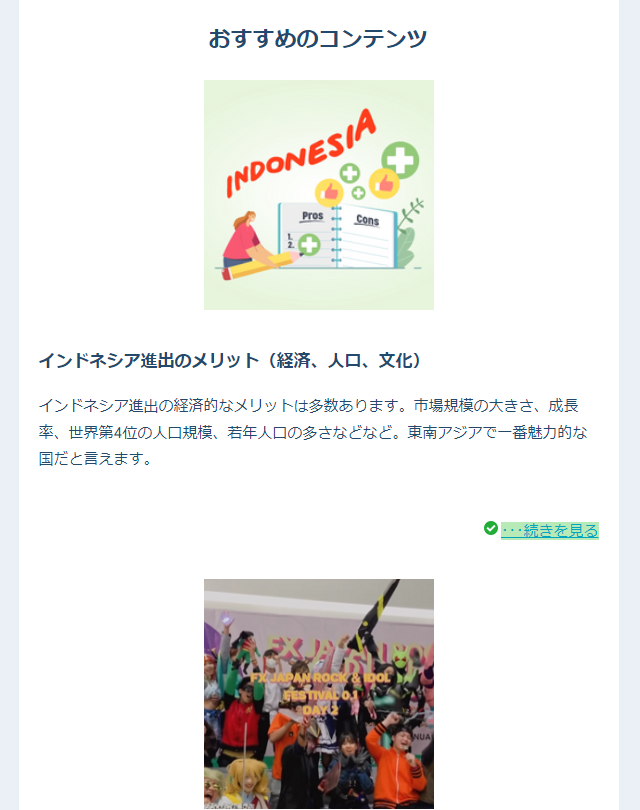 おすすめのコンテンツ
INDONESIA
Pros
Cons
1.
2.
インドネシア進出のメリット（経済、人口、文化）
インドネシア進出の経済的なメリットは多数あります。市場規模の大きさ、成長
率、世界第4位の人口規模、若年人口の多さなどなど。東南アジアで一番魅力的な
国だと言えます。
･･･続きを見る
FX JAPAN ROCK & IDOL
FESTIVAL 0.1
DAY 2